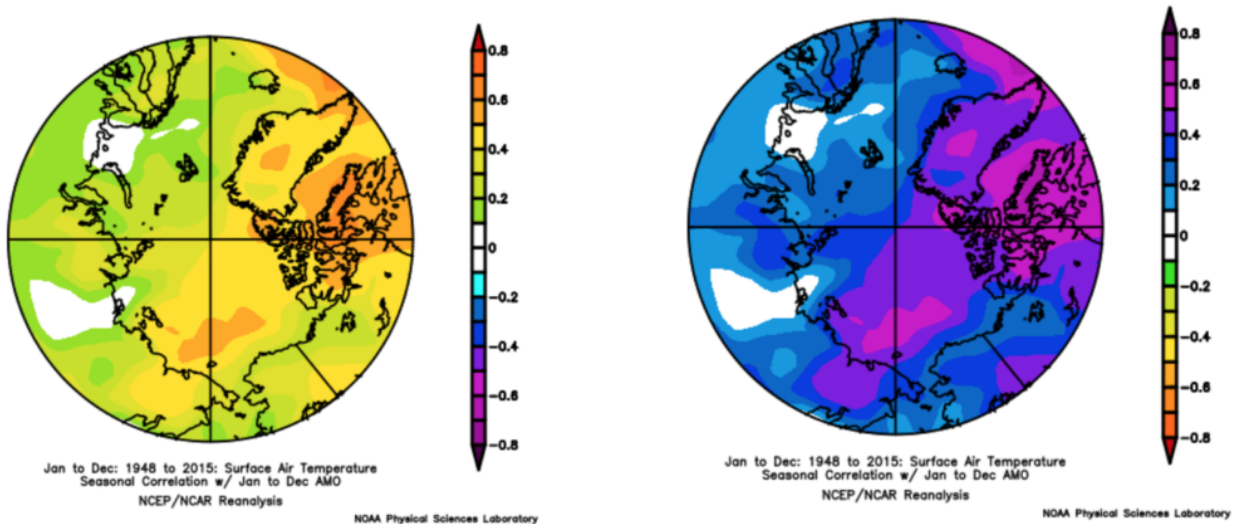 0.8
0.6
0.4
0.2
0
-0.2
-0.4
-0.6
-0.8
Jan to Dec: 1948 to 2015: Surface Air Temperature
Seasonal Correlation w/ Jan to Dec AMO
NCEP/NCAR Reanalysis
NOAA Physical Sciences Laboratory
0.8
0.6
0.4
0.2
0
-0.2
-0.4
-0.6
-0.8
Jan to Dec: 1948 to 2015: Surface Air Temperature
Seasonal Correlation w/ Jan to Dec AMO
NCEP/NCAR Reanalysis
NOAA Physical Sciences Laboratory